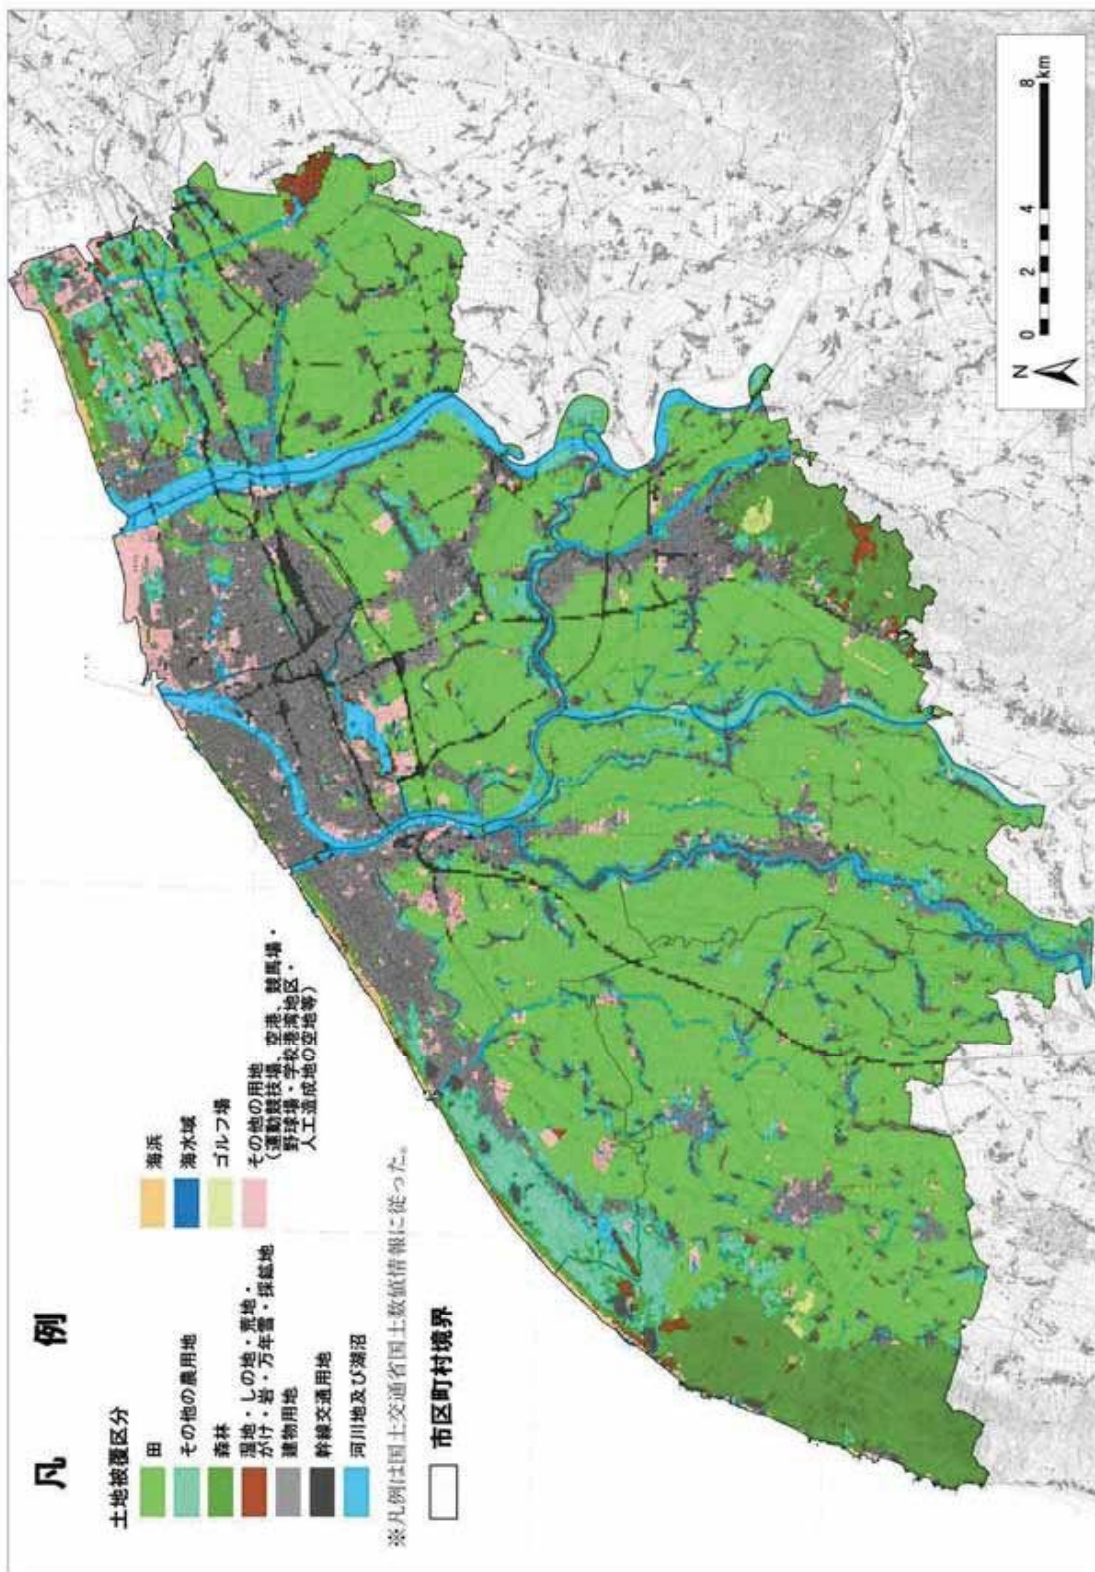 凡　例
土地被覆区分
田
その他の農用地
森林
湿地・しの地・荒地・
がけ・岩・万年雪・採鉱地
建物用地
幹線交通用地
河川地及び湖沼
海浜
海水域
ゴルフ場
その他の用地
（運動競技場、空港、競馬場・
野球場・学校港湾地区・
人工造成地の空地等）
※凡例は国土交通省国土数値情報に従った。
市区町村境界
N
0 2 4 8
km